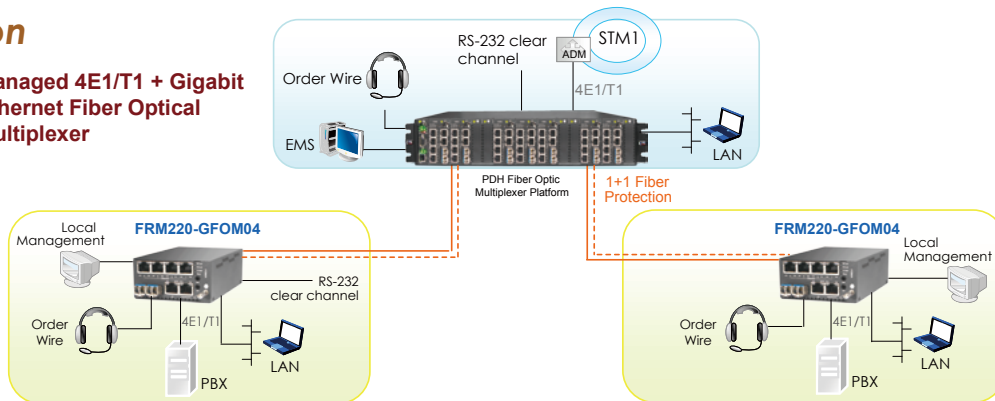 on
anaged 4E1/T1 + Gigabit
hernet Fiber Optical
ultiplexer
Order Wire
EMS
RS-232 clear
channel
ADM
STM1
4E1/T1
LAN
PDH Fiber Optic
Multiplexer Platform
1+1 Fiber
Protection
Local
Management
FRM220-GFOM04
RS-232
clear channel
Order
Wire
4E1/T1
PBX
LAN
FRM220-GFOM04
Local
Management
Order
Wire
4E1/T1
PBX
LAN